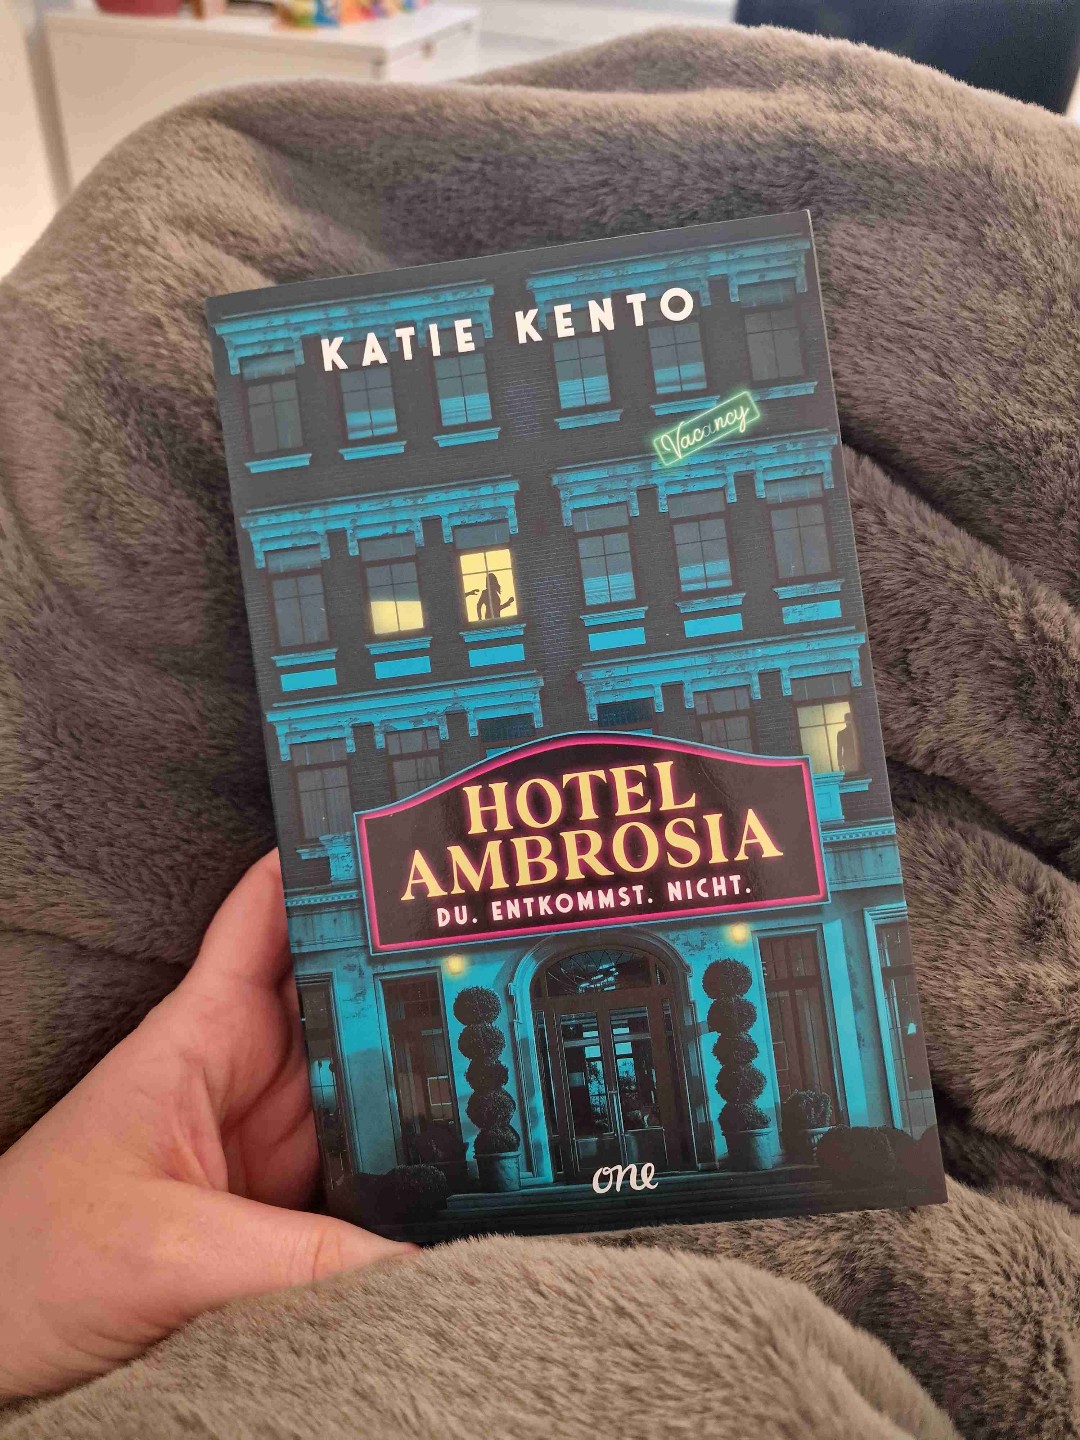 KATIE KENTO
Vacancy
HOTEL
AMBROSIA
DU. ENTKOMMST. NICHT.
one